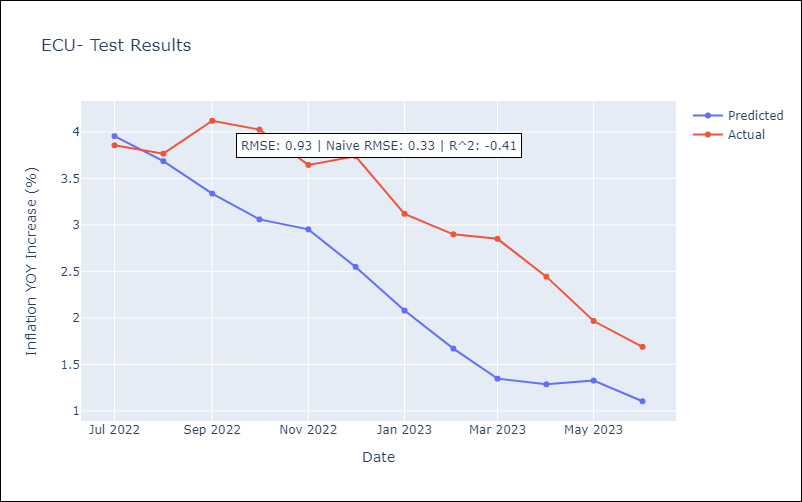 ECU- Test Results
Predicted
Actual
RMSE: 0.93 | Naive RMSE: 0.33 | R^2: -0.41
Inflation YOY Increase (%)
4
3.5
3
2.5
2
1.5
1
Jul 2022
Sep 2022
Nov 2022
Jan 2023
Mar 2023
May 2023
Date